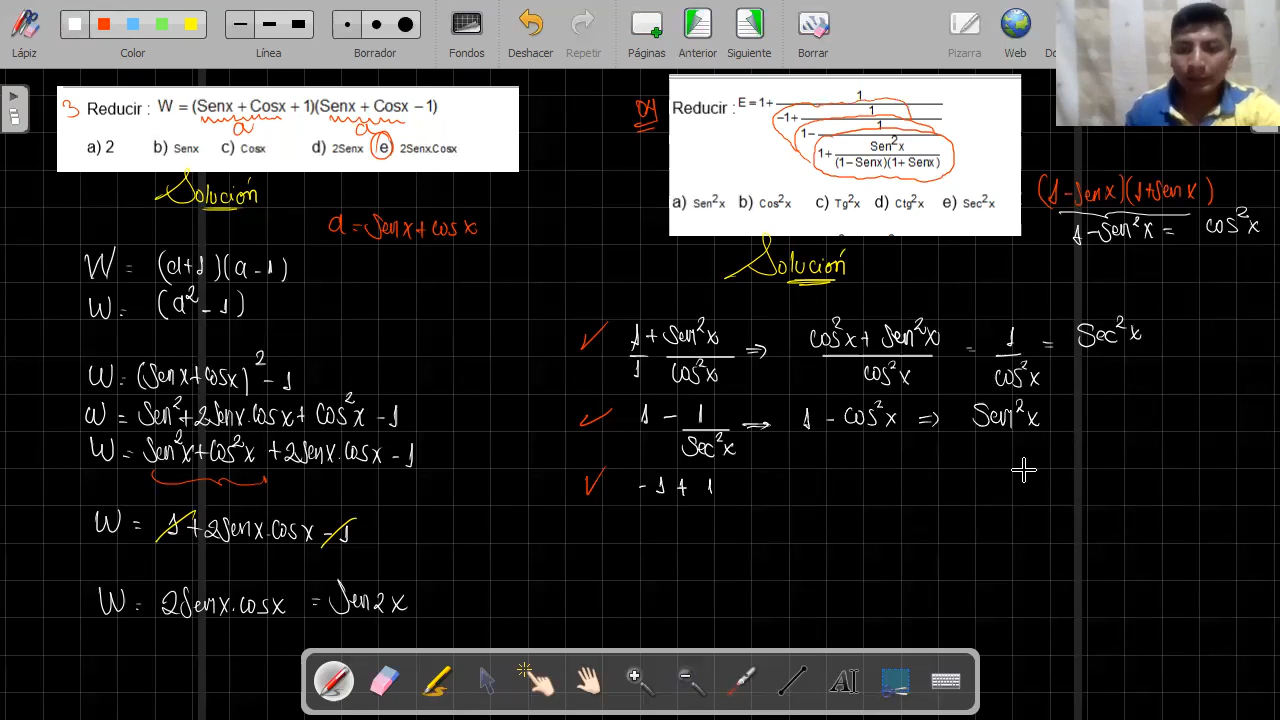 Lápiz
Color
Línea
Borrador
Fondos
Deshacer
Repetir
Páginas
Anterior
Siguiente
Borrar
Pizarra
Web
3 Reducir : W = (Senx + Cosx + 1)(Senx + Cosx − 1)
a a
a) 2 b) Senx c) Cosx d) 2Senx e) 2Senx.Cosx
Solución
a = Senx + cosx
W = (a+1)(a-1)
W = (a² - 1)
W = (Senx + cosx)² - 1
W = Sen² + 2Senx.cosx + cos²x - 1
W = Sen²x + cos²x + 2Senx.cosx - 1
W = 1 + 2Senx.cosx - 1
W = 2Senx.cosx = Sen2x
04
Reducir : E = 1 + 1
-1 + 1
1 − 1
1 + Sen²x
(1 − Senx)(1 + Senx)
a) Sen²x b) Cos²x c) Tg²x d) Ctg²x e) Sec²x
(1 - Senx)(1 + Senx)
1 - Sen²x = cos²x
Solución
1/1 + Sen²x/cos²x ⇒ cos²x + Sen²x/cos²x = 1/cos²x = Sec²x
1 - 1/Sec²x ⇒ 1 - cos²x ⇒ Sen²x
-1 + 1
AI